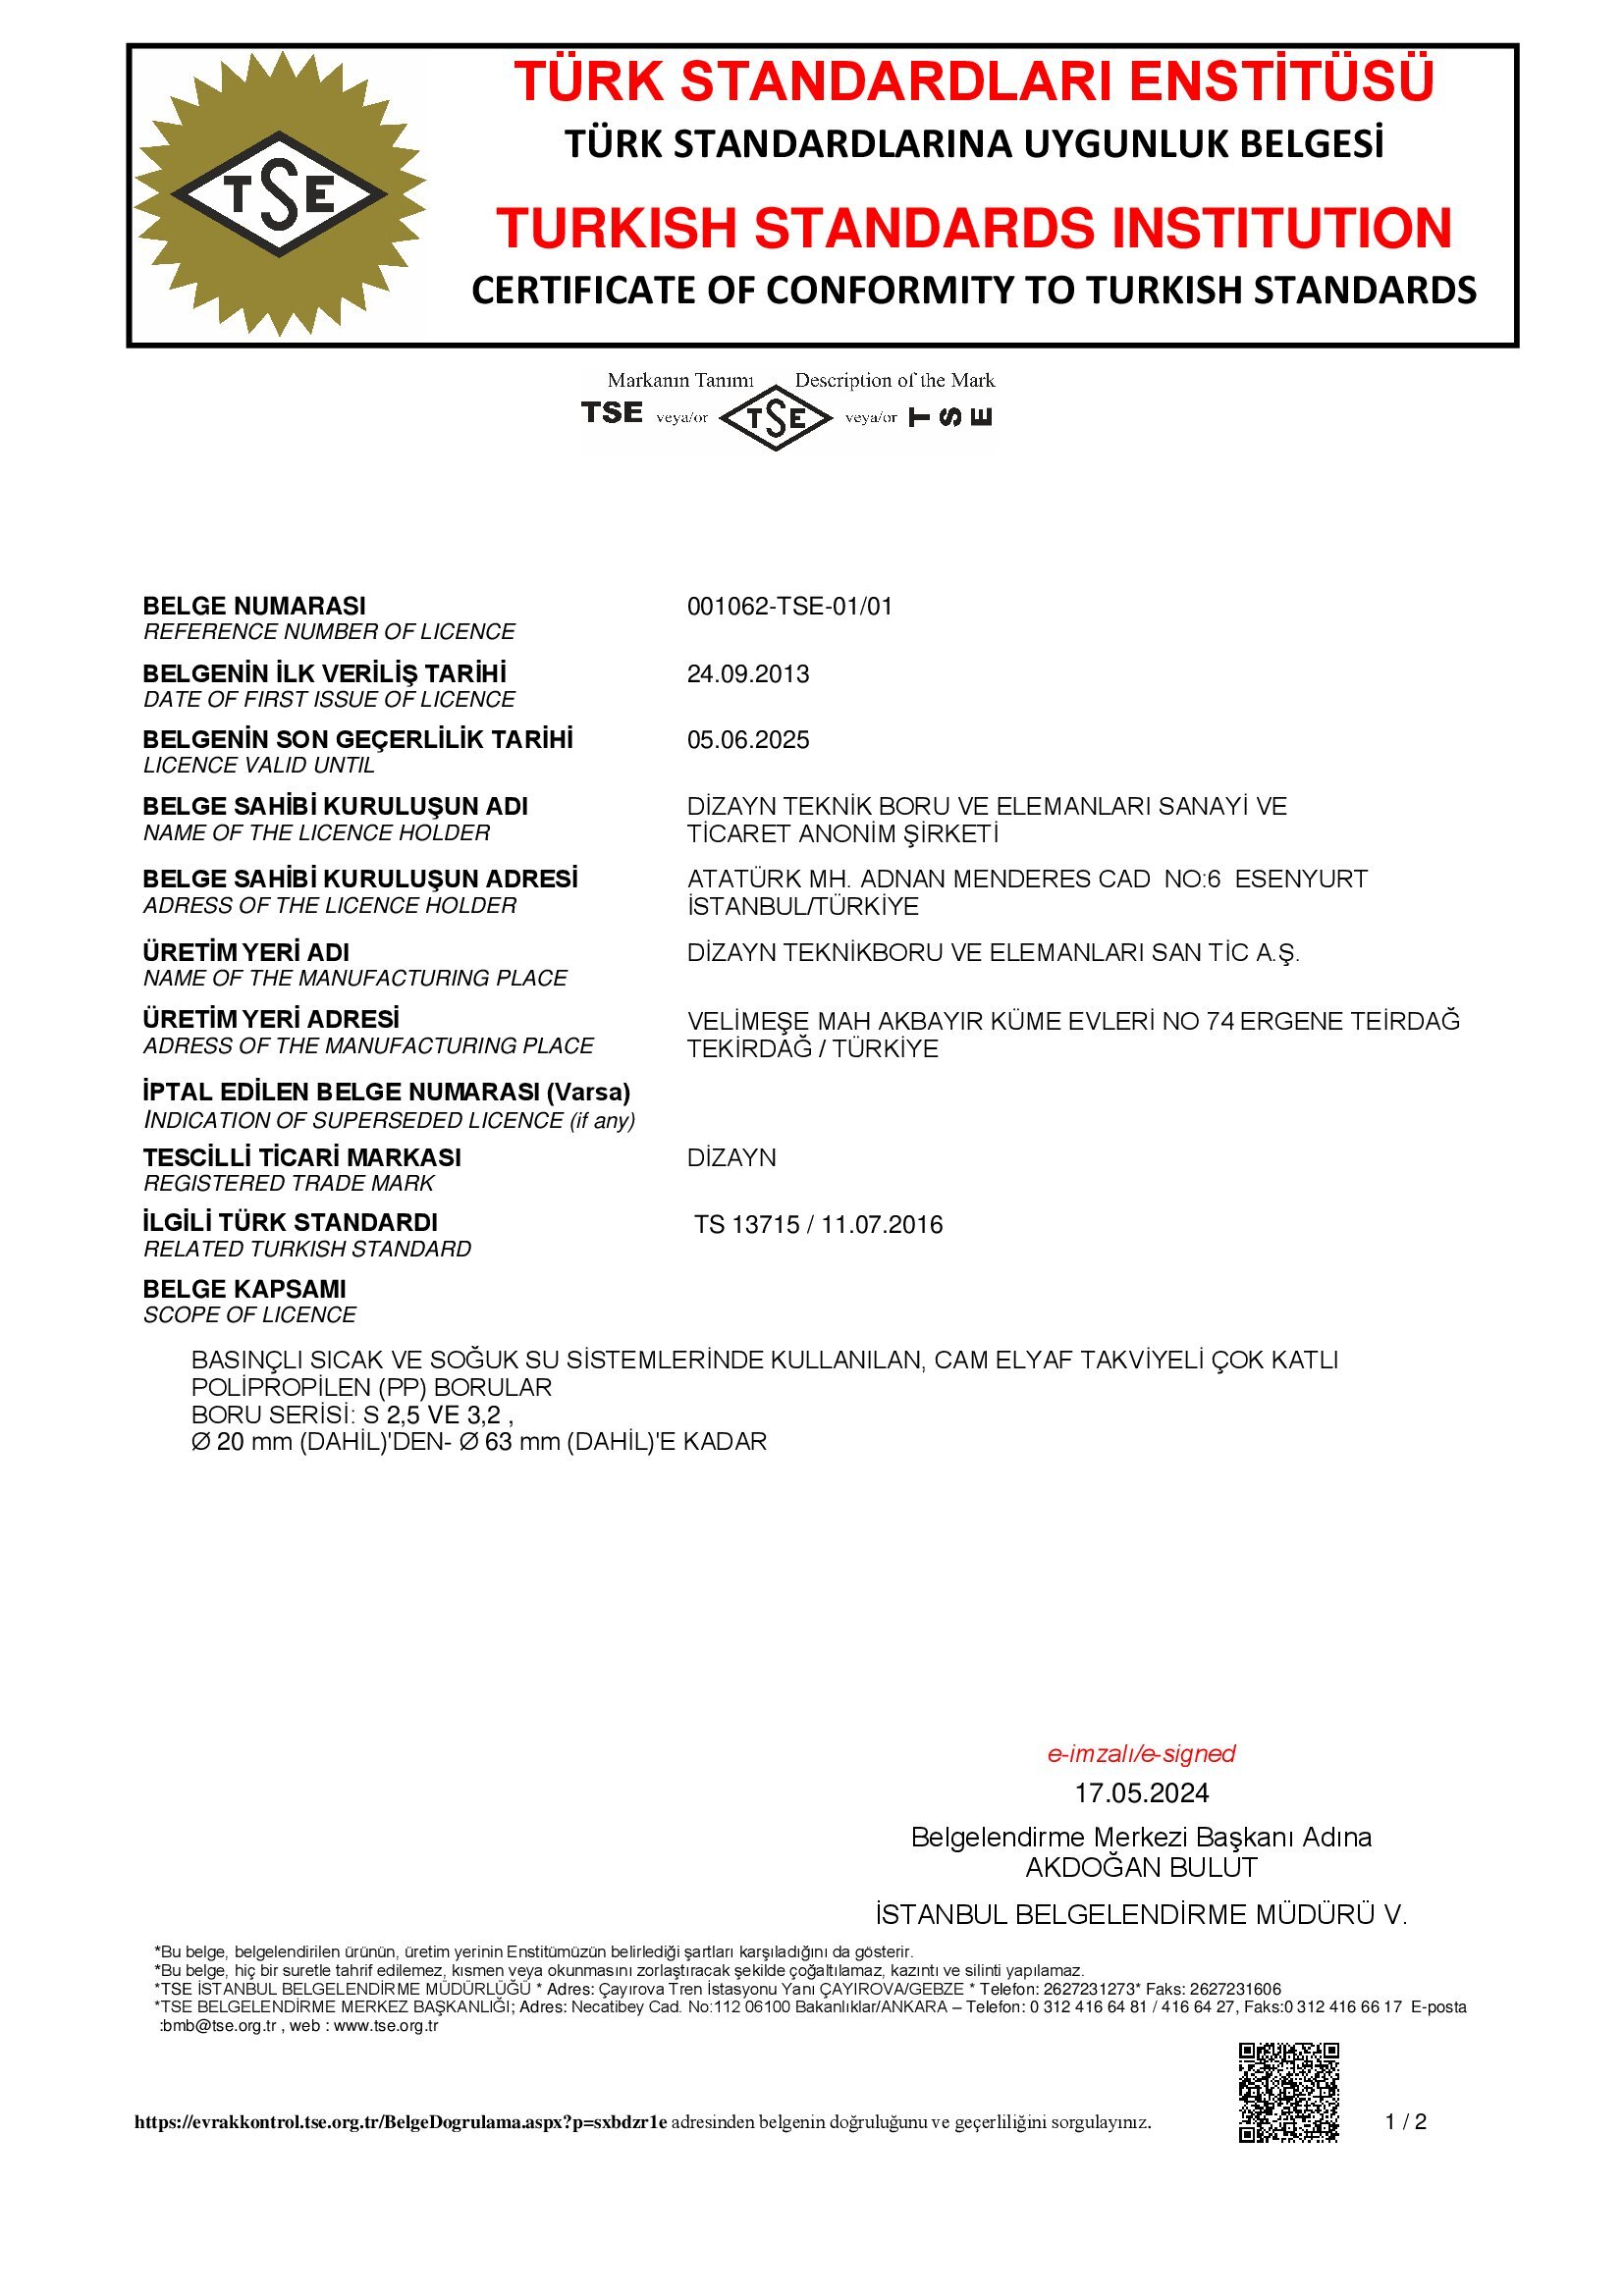 TSE
TÜRK STANDARDLARI ENSTİTÜSÜ
TÜRK STANDARDLARINA UYGUNLUK BELGESİ
TURKISH STANDARDS INSTITUTION
CERTIFICATE OF CONFORMITY TO TURKISH STANDARDS
Markanın Tanımı Description of the Mark
TSE veya/or TSE veya/or TSE
BELGE NUMARASI 001062-TSE-01/01
REFERENCE NUMBER OF LICENCE
BELGENİN İLK VERİLİŞ TARİHİ 24.09.2013
DATE OF FIRST ISSUE OF LICENCE
BELGENİN SON GEÇERLİLİK TARİHİ 05.06.2025
LICENCE VALID UNTIL
BELGE SAHİBİ KURULUŞUN ADI DİZAYN TEKNİK BORU VE ELEMANLARI SANAYİ VE
NAME OF THE LICENCE HOLDER TİCARET ANONİM ŞİRKETİ
BELGE SAHİBİ KURULUŞUN ADRESİ ATATÜRK MH. ADNAN MENDERES CAD NO:6 ESENYURT
ADRESS OF THE LICENCE HOLDER İSTANBUL/TÜRKİYE
ÜRETİM YERİ ADI DİZAYN TEKNİKBORU VE ELEMANLARI SAN TİC A.Ş.
NAME OF THE MANUFACTURING PLACE
ÜRETİM YERİ ADRESİ VELİMEŞE MAH AKBAYIR KÜME EVLERİ NO 74 ERGENE TEİRDAĞ
ADRESS OF THE MANUFACTURING PLACE TEKİRDAĞ / TÜRKİYE
İPTAL EDİLEN BELGE NUMARASI (Varsa)
INDICATION OF SUPERSEDED LICENCE (if any)
TESCİLLİ TİCARİ MARKASI DİZAYN
REGISTERED TRADE MARK
İLGİLİ TÜRK STANDARDI TS 13715 / 11.07.2016
RELATED TURKISH STANDARD
BELGE KAPSAMI
SCOPE OF LICENCE
BASINÇLI SICAK VE SOĞUK SU SİSTEMLERİNDE KULLANILAN, CAM ELYAF TAKVİYELİ ÇOK KATLI
POLİPROPİLEN (PP) BORULAR
BORU SERİSİ: S 2,5 VE 3,2 ,
Ø 20 mm (DAHİL)'DEN- Ø 63 mm (DAHİL)'E KADAR
e-imzalı/e-signed
17.05.2024
Belgelendirme Merkezi Başkanı Adına
AKDOĞAN BULUT
İSTANBUL BELGELENDİRME MÜDÜRÜ V.
*Bu belge, belgelendirilen ürünün, üretim yerinin Enstitümüzün belirlediği şartları karşıladığını da gösterir.
*Bu belge, hiç bir suretle tahrif edilemez, kısmen veya okunmasını zorlaştıracak şekilde çoğaltılamaz, kazıntı ve silinti yapılamaz.
*TSE İSTANBUL BELGELENDİRME MÜDÜRLÜĞÜ * Adres: Çayırova Tren İstasyonu Yanı ÇAYIROVA/GEBZE * Telefon: 2627231273* Faks: 2627231606
*TSE BELGELENDİRME MERKEZ BAŞKANLIĞI; Adres: Necatibey Cad. No:112 06100 Bakanlıklar/ANKARA – Telefon: 0 312 416 64 81 / 416 64 27, Faks:0 312 416 66 17 E-posta
:bmb@tse.org.tr , web : www.tse.org.tr
https://evrakkontrol.tse.org.tr/BelgeDogrulama.aspx?p=sxbdzr1e adresinden belgenin doğruluğunu ve geçerliliğini sorgulayınız. 1 / 2